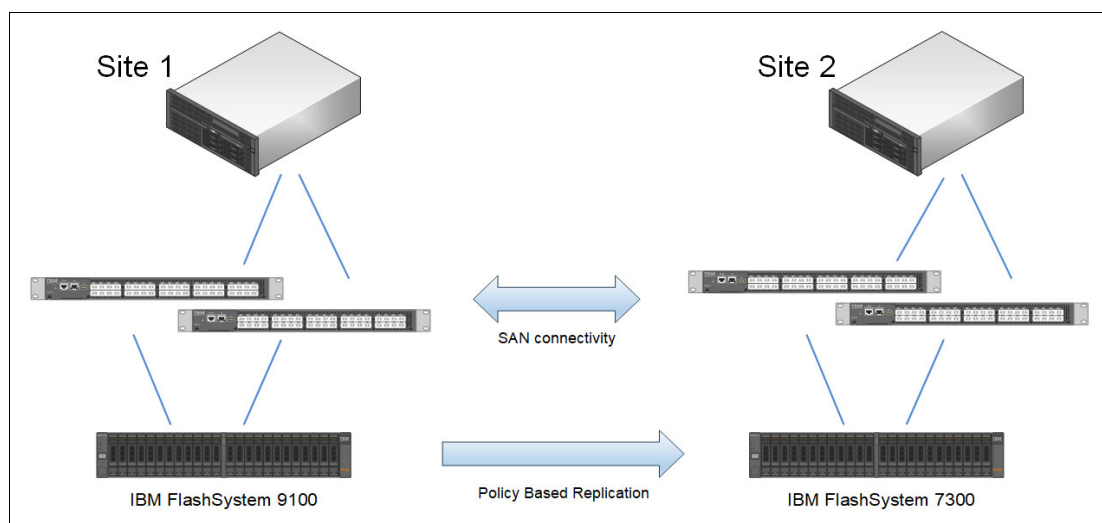 Site 1
Site 2
SAN connectivity
IBM FlashSystem 9100
Policy Based Replication
IBM FlashSystem 7300